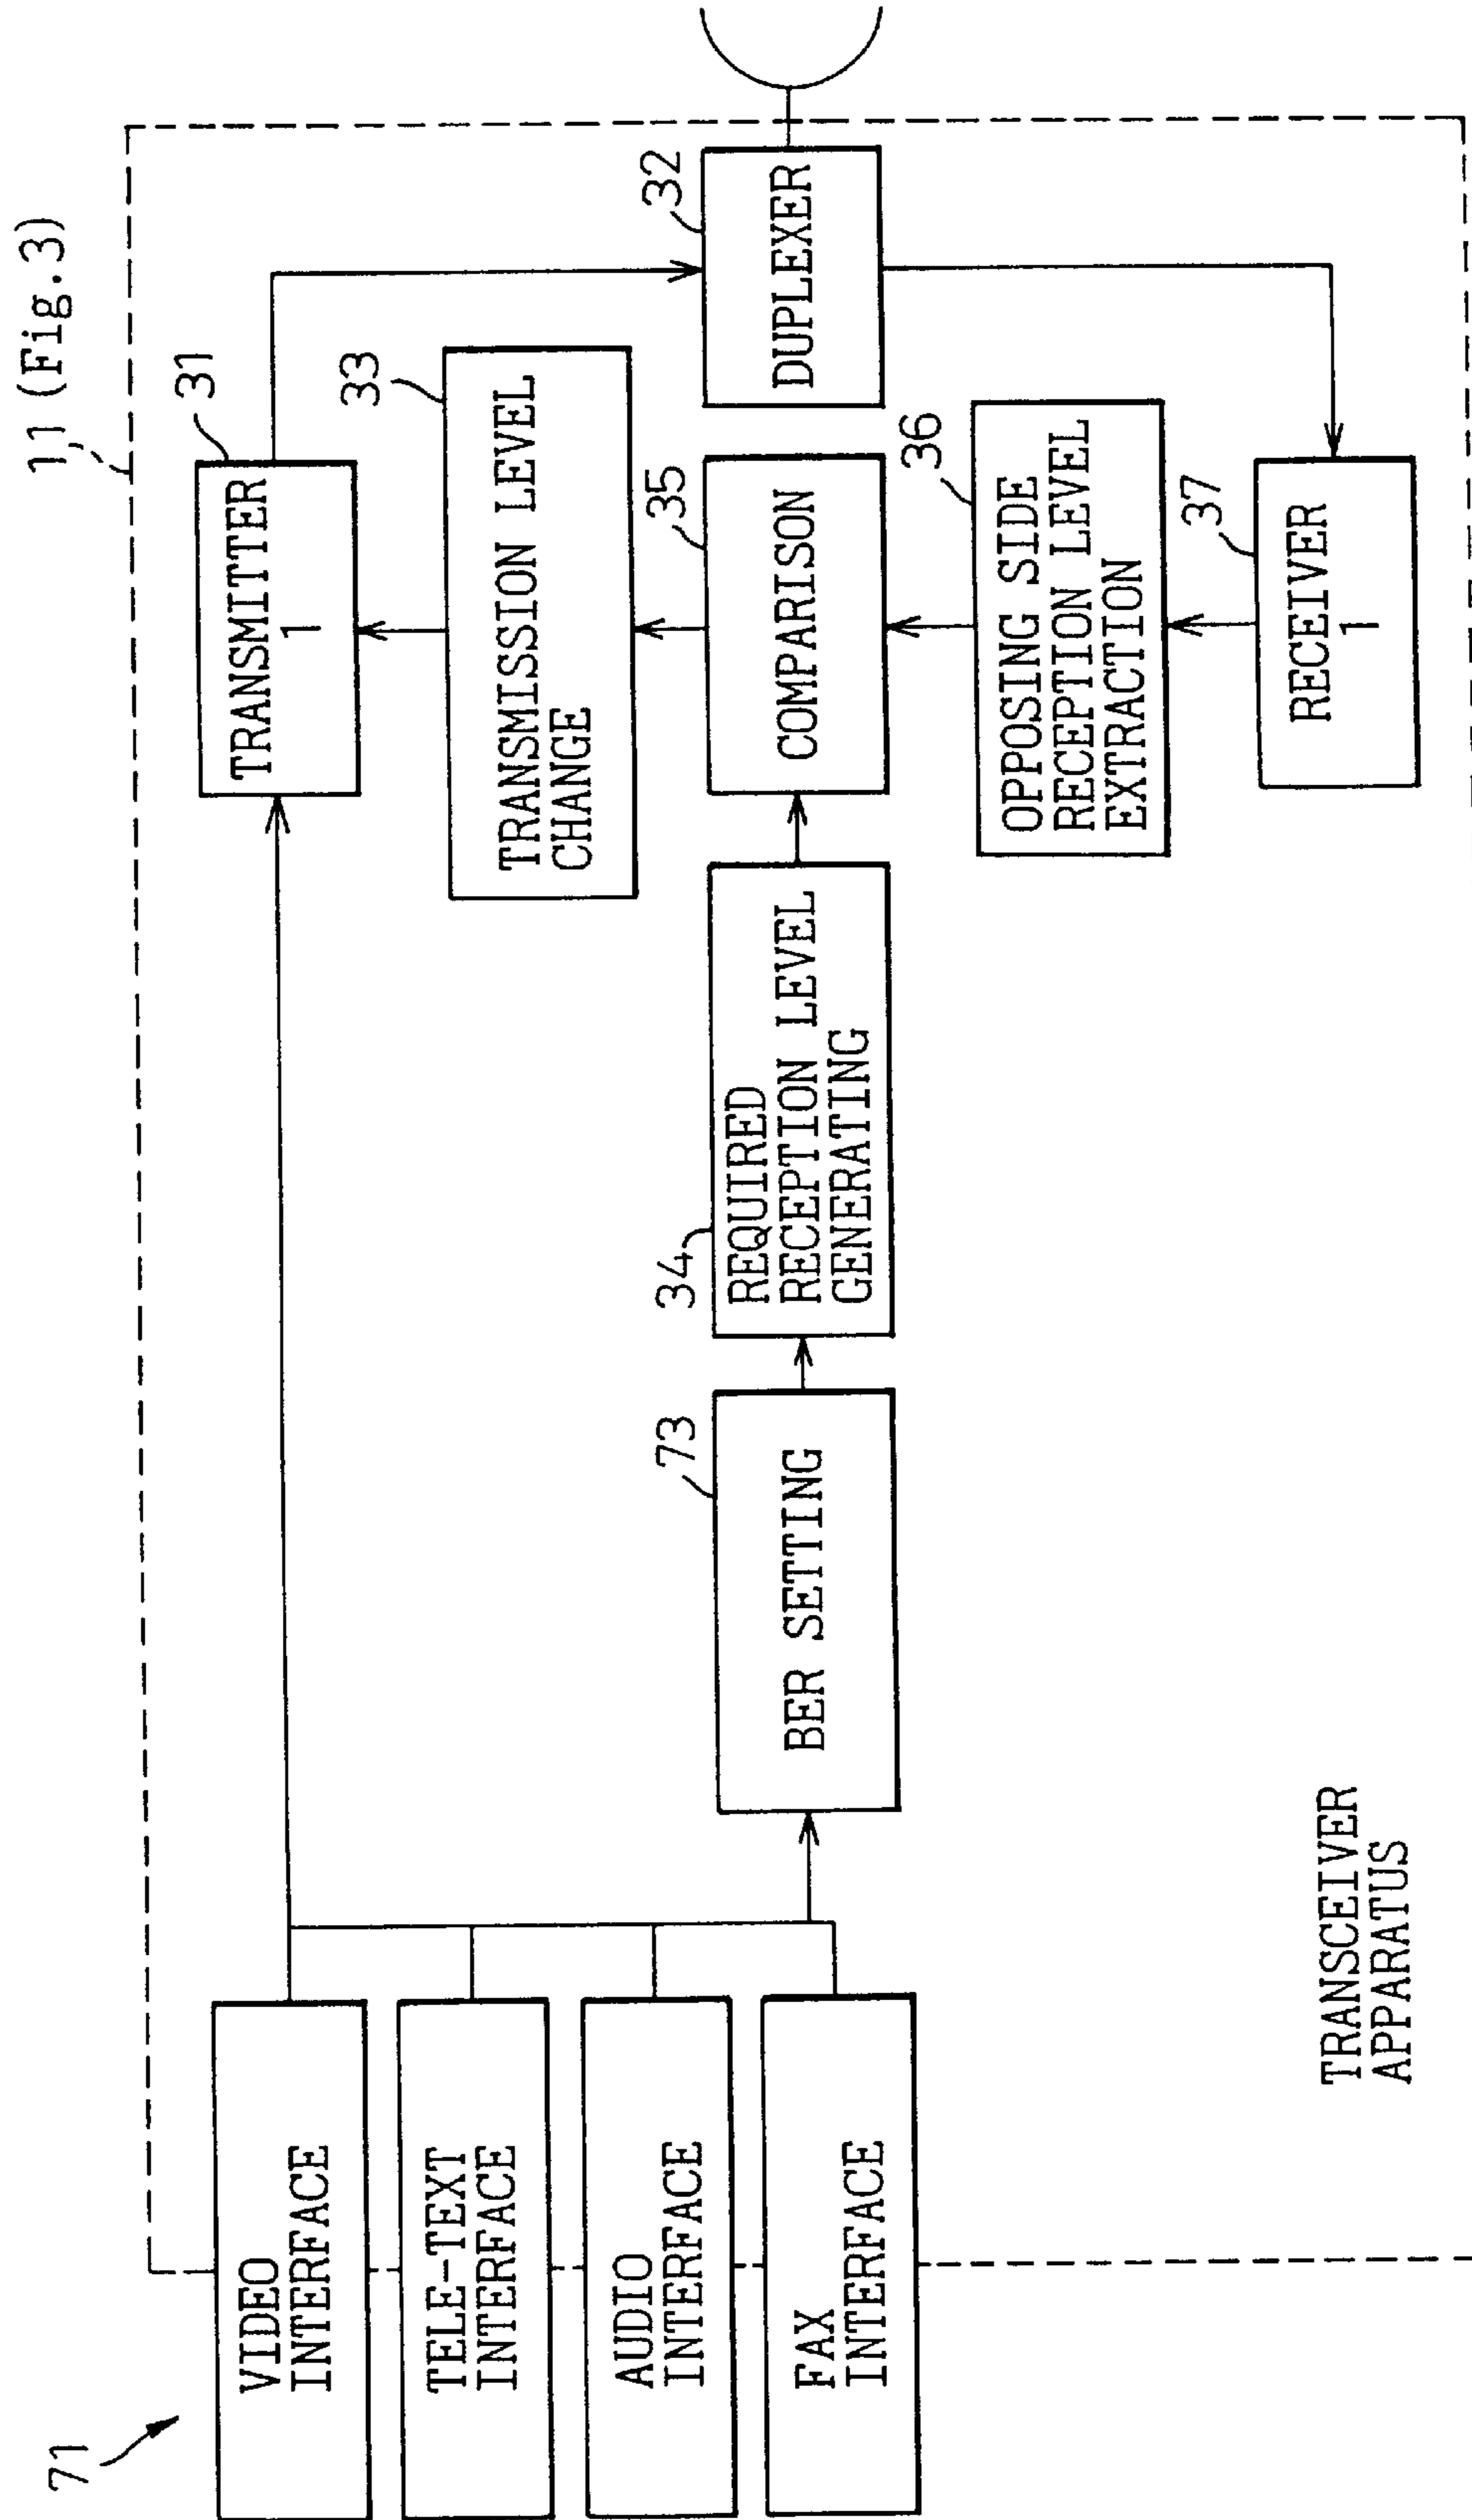 11 (Fig.3)
71
VIDEO
INTERFACE
TELE-TEXT
INTERFACE
AUDIO
INTERFACE
FAX
INTERFACE
73
BER SETTING
34
REQUIRED
RECEPTION LEVEL
GENERATING
31
TRANSMITTER
1
33
TRANSMISSION LEVEL
CHANGE
35
COMPARISON
36
OPPOSING SIDE
RECEPTION LEVEL
EXTRACTION
37
RECEIVER
1
32
DUPLEXER
TRANSCEIVER
APPARATUS